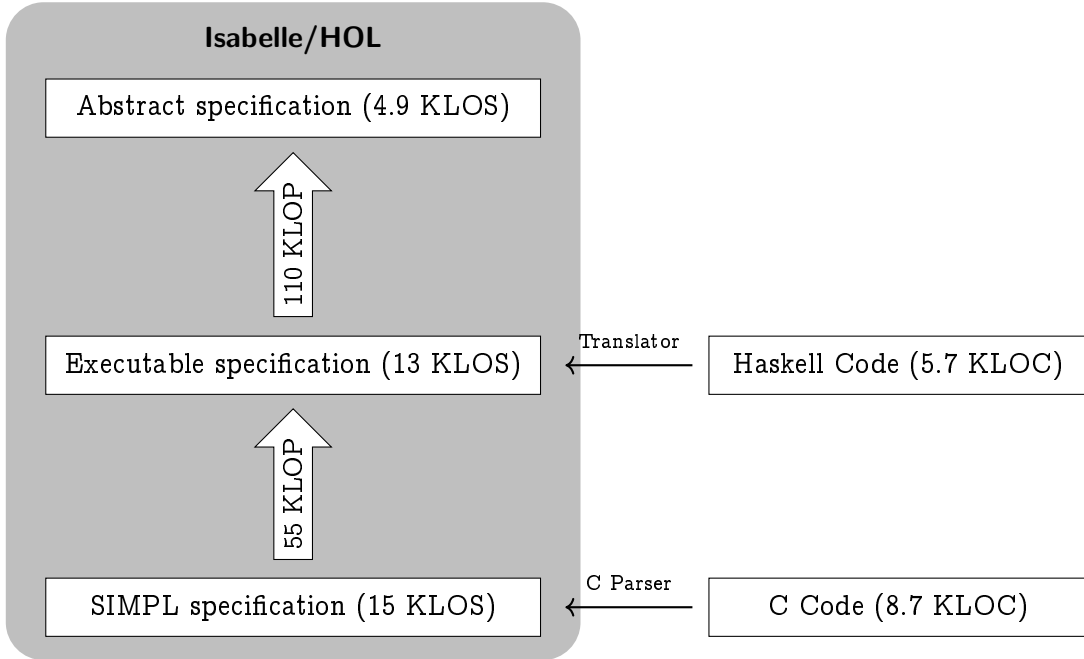 Isabelle/HOL
Abstract specification (4.9 KLOS)
110 KLOP
Executable specification (13 KLOS)
Translator
Haskell Code (5.7 KLOC)
55 KLOP
SIMPL specification (15 KLOS)
C Parser
C Code (8.7 KLOC)